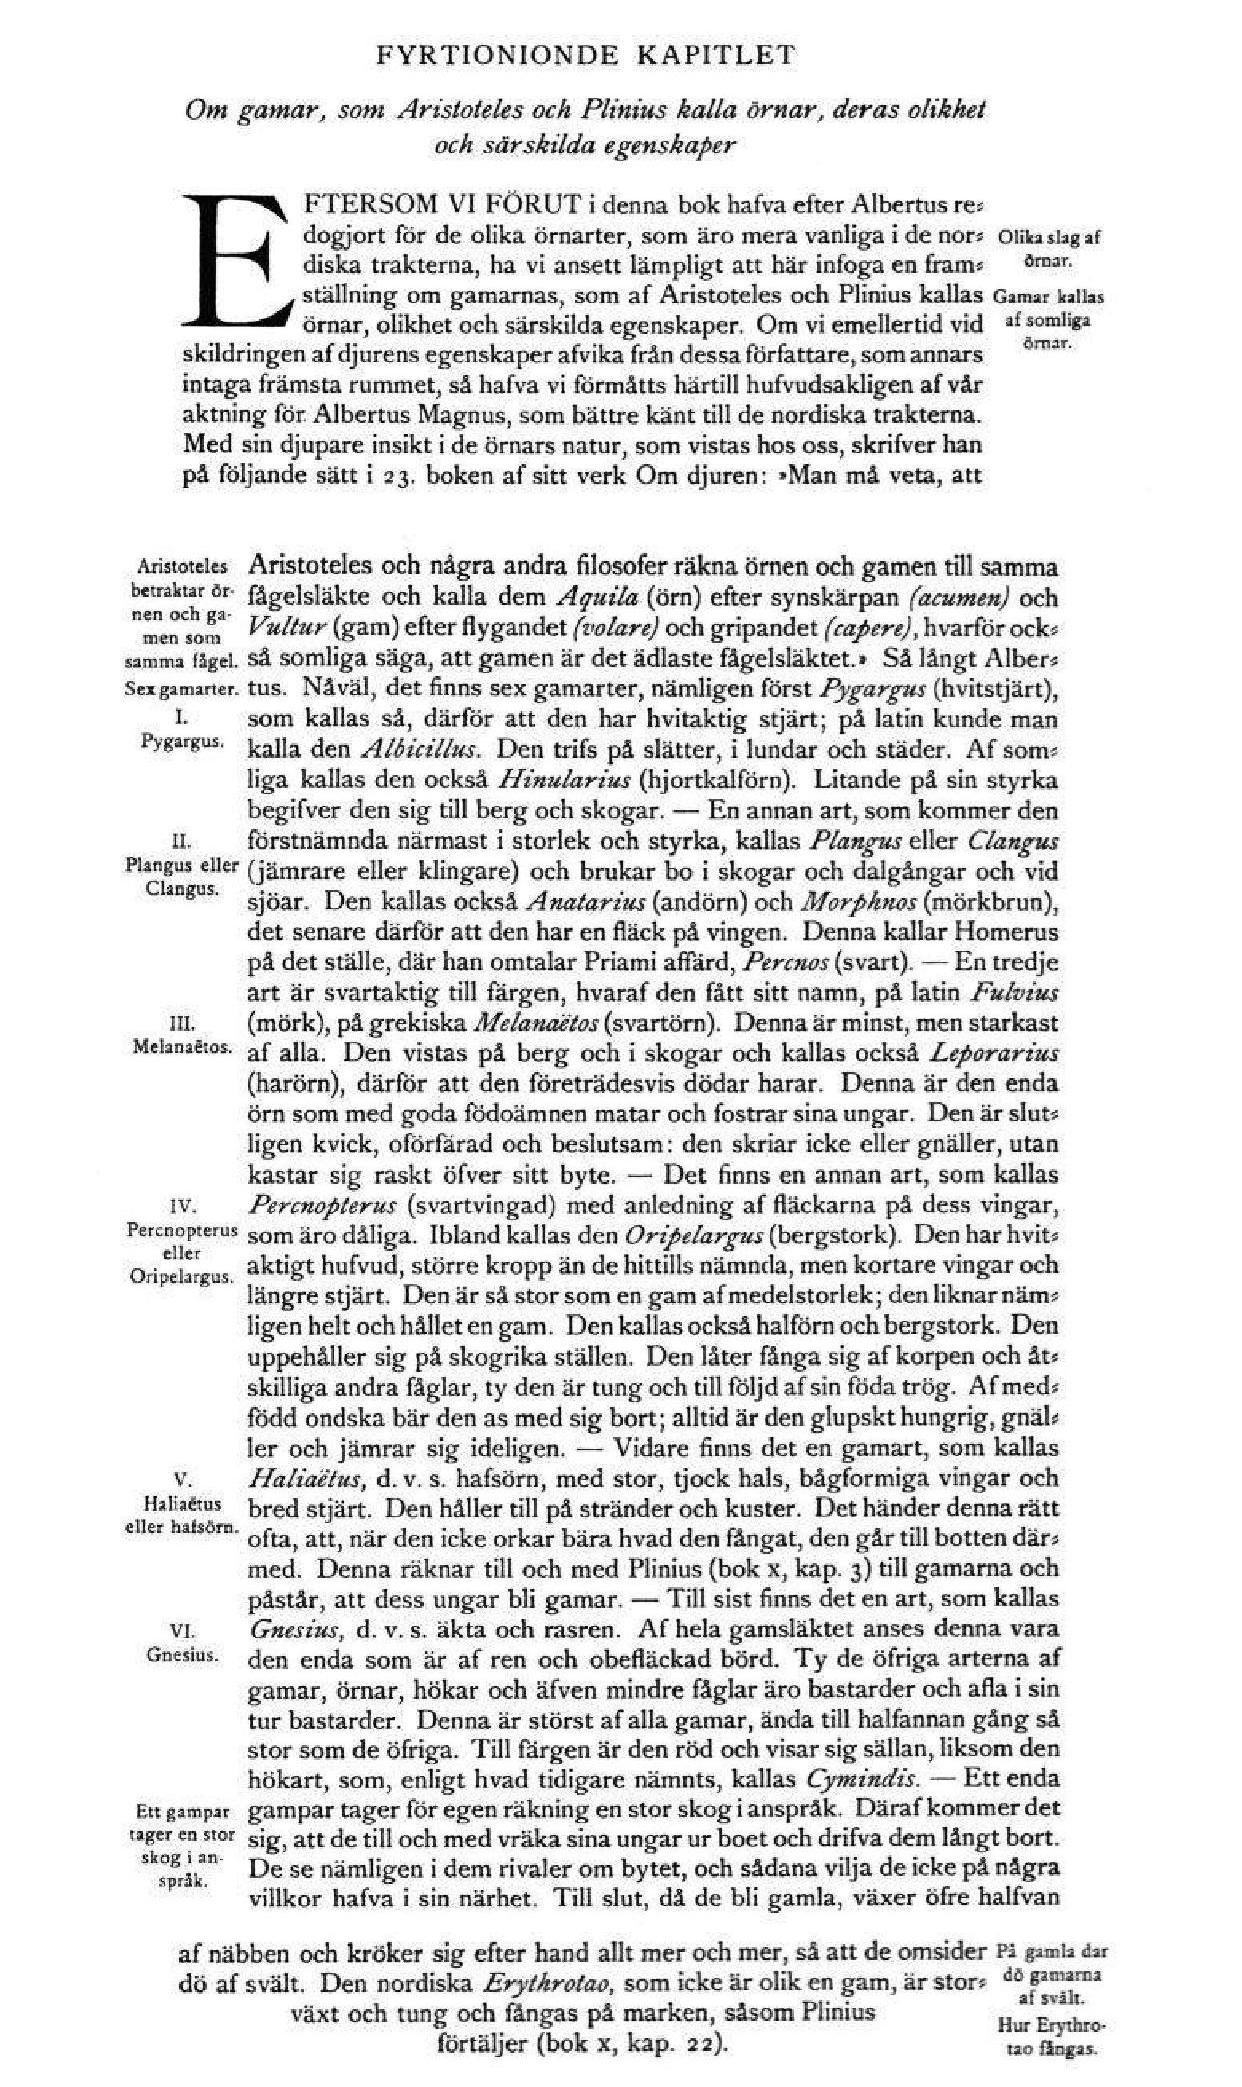 FYRTIONIONDE KAPITLET
Om gamar, som Aristoteles och Plinius kalla örnar, deras olikhet
och särskilda egenskaper
EFTERSOM VI FÖRUT i denna bok hafva efter Albertus re⸗
dogjort för de olika örnarter, som äro mera vanliga i de nor⸗
diska trakterna, ha vi ansett lämpligt att här infoga en fram⸗
ställning om gamarnas, som af Aristoteles och Plinius kallas
örnar, olikhet och särskilda egenskaper. Om vi emellertid vid
skildringen af djurens egenskaper afvika från dessa författare, som annars
intaga främsta rummet, så hafva vi förmåtts härtill hufvudsakligen af vår
aktning för Albertus Magnus, som bättre känt till de nordiska trakterna.
Med sin djupare insikt i de örnars natur, som vistas hos oss, skrifver han
på följande sätt i 23. boken af sitt verk Om djuren: »Man må veta, att
Olika slag af
örnar.
Gamar kallas
af somliga
örnar.
Aristoteles
betraktar ör-
nen och ga-
men som
samma fågel.
Sex gamarter.
I.
Pygargus.
II.
Plangus eller
Clangus.
III.
Melanaëtos.
IV.
Percnopterus
eller
Oripelargus.
V.
Haliaëtus
eller hafsörn.
VI.
Gnesius.
Ett gampar
tager en stor
skog i an-
språk.
Aristoteles och några andra filosofer räkna örnen och gamen till samma
fågelsläkte och kalla dem Aquila (örn) efter synskärpan (acumen) och
Vultur (gam) efter flygandet (volare) och gripandet (capere), hvarför ock⸗
så somliga säga, att gamen är det ädlaste fågelsläktet.» Så långt Alber⸗
tus. Nåväl, det finns sex gamarter, nämligen först Pygargus (hvitstjärt),
som kallas så, därför att den har hvitaktig stjärt; på latin kunde man
kalla den Albicillus. Den trifs på slätter, i lundar och städer. Af som⸗
liga kallas den också Hinularius (hjortkalförn). Litande på sin styrka
begifver den sig till berg och skogar. — En annan art, som kommer den
förstnämnda närmast i storlek och styrka, kallas Plangus eller Clangus
(jämrare eller klingare) och brukar bo i skogar och dalgångar och vid
sjöar. Den kallas också Anatarius (andörn) och Morphnos (mörkbrun),
det senare därför att den har en fläck på vingen. Denna kallar Homerus
på det ställe, där han omtalar Priami affärd, Percnos (svart). — En tredje
art är svartaktig till färgen, hvaraf den fått sitt namn, på latin Fulvius
(mörk), på grekiska Melanaëtos (svartörn). Denna är minst, men starkast
af alla. Den vistas på berg och i skogar och kallas också Leporarius
(harörn), därför att den företrädesvis dödar harar. Denna är den enda
örn som med goda födoämnen matar och fostrar sina ungar. Den är slut⸗
ligen kvick, oförfärad och beslutsam: den skriar icke eller gnäller, utan
kastar sig raskt öfver sitt byte. — Det finns en annan art, som kallas
Percnopterus (svartvingad) med anledning af fläckarna på dess vingar,
som äro dåliga. Ibland kallas den Oripelargus (bergstork). Den har hvit⸗
aktigt hufvud, större kropp än de hittills nämnda, men kortare vingar och
längre stjärt. Den är så stor som en gam af medelstorlek; den liknar näm⸗
ligen helt och hållet en gam. Den kallas också halförn och bergstork. Den
uppehåller sig på skogrika ställen. Den låter fånga sig af korpen och åt⸗
skilliga andra fåglar, ty den är tung och till följd af sin föda trög. Af med⸗
född ondska bär den as med sig bort; alltid är den glupskt hungrig, gnäl⸗
ler och jämrar sig ideligen. — Vidare finns det en gamart, som kallas
Haliaëtus, d. v. s. hafsörn, med stor, tjock hals, bågformiga vingar och
bred stjärt. Den håller till på stränder och kuster. Det händer denna rätt
ofta, att, när den icke orkar bära hvad den fångat, den går till botten där⸗
med. Denna räknar till och med Plinius (bok x, kap. 3) till gamarna och
påstår, att dess ungar bli gamar. — Till sist finns det en art, som kallas
Gnesius, d. v. s. äkta och rasren. Af hela gamsläktet anses denna vara
den enda som är af ren och obefläckad börd. Ty de öfriga arterna af
gamar, örnar, hökar och äfven mindre fåglar äro bastarder och afla i sin
tur bastarder. Denna är störst af alla gamar, ända till halfannan gång så
stor som de öfriga. Till färgen är den röd och visar sig sällan, liksom den
hökart, som, enligt hvad tidigare nämnts, kallas Cymindis. — Ett enda
gampar tager för egen räkning en stor skog i anspråk. Däraf kommer det
sig, att de till och med vräka sina ungar ur boet och drifva dem långt bort.
De se nämligen i dem rivaler om bytet, och sådana vilja de icke på några
villkor hafva i sin närhet. Till slut, då de bli gamla, växer öfre halfvan
af näbben och kröker sig efter hand allt mer och mer, så att de omsider
dö af svält. Den nordiska Erythrotao, som icke är olik en gam, är stor⸗
växt och tung och fångas på marken, såsom Plinius
förtäljer (bok x, kap. 22).
På gamla dar
dö gamarna
af svält.
Hur Erythro-
tao fångas.